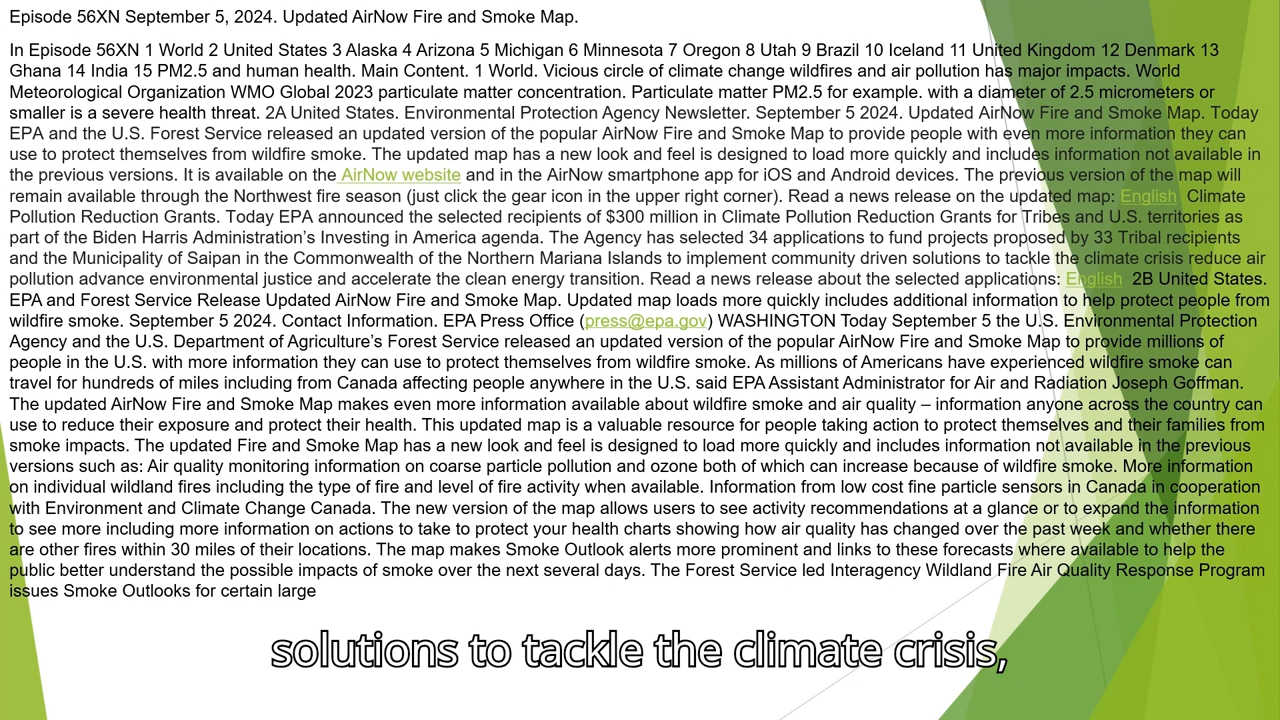 Episode 56XN September 5, 2024. Updated AirNow Fire and Smoke Map.
In Episode 56XN 1 World 2 United States 3 Alaska 4 Arizona 5 Michigan 6 Minnesota 7 Oregon 8 Utah 9 Brazil 10 Iceland 11 United Kingdom 12 Denmark 13
Ghana 14 India 15 PM2.5 and human health. Main Content. 1 World. Vicious circle of climate change wildfires and air pollution has major impacts. World
Meteorological Organization WMO Global 2023 particulate matter concentration. Particulate matter PM2.5 for example. with a diameter of 2.5 micrometers or
smaller is a severe health threat. 2A United States. Environmental Protection Agency Newsletter. September 5 2024. Updated AirNow Fire and Smoke Map. Today
EPA and the U.S. Forest Service released an updated version of the popular AirNow Fire and Smoke Map to provide people with even more information they can
use to protect themselves from wildfire smoke. The updated map has a new look and feel is designed to load more quickly and includes information not available in
the previous versions. It is available on the AirNow website and in the AirNow smartphone app for iOS and Android devices. The previous version of the map will
remain available through the Northwest fire season (just click the gear icon in the upper right corner). Read a news release on the updated map: English Climate
Pollution Reduction Grants. Today EPA announced the selected recipients of $300 million in Climate Pollution Reduction Grants for Tribes and U.S. territories as
part of the Biden Harris Administration's Investing in America agenda. The Agency has selected 34 applications to fund projects proposed by 33 Tribal recipients
and the Municipality of Saipan in the Commonwealth of the Northern Mariana Islands to implement community driven solutions to tackle the climate crisis reduce air
pollution advance environmental justice and accelerate the clean energy transition. Read a news release about the selected applications: English 2B United States.
EPA and Forest Service Release Updated AirNow Fire and Smoke Map. Updated map loads more quickly includes additional information to help protect people from
wildfire smoke. September 5 2024. Contact Information. EPA Press Office (press@epa.gov) WASHINGTON Today September 5 the U.S. Environmental Protection
Agency and the U.S. Department of Agriculture's Forest Service released an updated version of the popular AirNow Fire and Smoke Map to provide millions of
people in the U.S. with more information they can use to protect themselves from wildfire smoke. As millions of Americans have experienced wildfire smoke can
travel for hundreds of miles including from Canada affecting people anywhere in the U.S. said EPA Assistant Administrator for Air and Radiation Joseph Goffman.
The updated AirNow Fire and Smoke Map makes even more information available about wildfire smoke and air quality – information anyone across the country can
use to reduce their exposure and protect their health. This updated map is a valuable resource for people taking action to protect themselves and their families from
smoke impacts. The updated Fire and Smoke Map has a new look and feel is designed to load more quickly and includes information not available in the previous
versions such as: Air quality monitoring information on coarse particle pollution and ozone both of which can increase because of wildfire smoke. More information
on individual wildland fires including the type of fire and level of fire activity when available. Information from low cost fine particle sensors in Canada in cooperation
with Environment and Climate Change Canada. The new version of the map allows users to see activity recommendations at a glance or to expand the information
to see more including more information on actions to take to protect your health charts showing how air quality has changed over the past week and whether there
are other fires within 30 miles of their locations. The map makes Smoke Outlook alerts more prominent and links to these forecasts where available to help the
public better understand the possible impacts of smoke over the next several days. The Forest Service led Interagency Wildland Fire Air Quality Response Program
issues Smoke Outlooks for certain large
solutions to tackle the climate crisis,